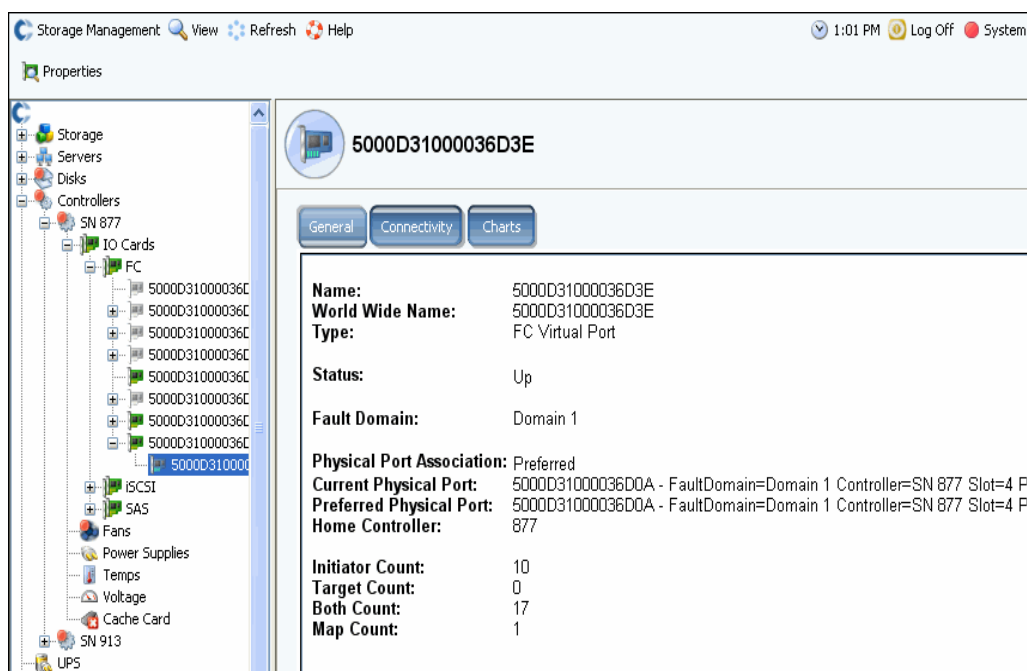 Storage Management View Refresh Help 1:01 PM Log Off System
Properties
Storage
Servers
Disks
Controllers
SN 877
IO Cards
FC
5000D31000036D
5000D31000036D
5000D31000036D
5000D31000036D
5000D31000036D
5000D31000036D
5000D31000036D
5000D31000036D
5000D31000
iSCSI
SAS
Fans
Power Supplies
Temps
Voltage
Cache Card
SN 913
UPS
5000D31000036D3E
General Connectivity Charts
Name: 5000D31000036D3E
World Wide Name: 5000D31000036D3E
Type: FC Virtual Port
Status: Up
Fault Domain: Domain 1
Physical Port Association: Preferred
Current Physical Port: 5000D31000036D0A - FaultDomain=Domain 1 Controller=SN 877 Slot=4 P
Preferred Physical Port: 5000D31000036D0A - FaultDomain=Domain 1 Controller=SN 877 Slot=4 P
Home Controller: 877
Initiator Count: 10
Target Count: 0
Both Count: 17
Map Count: 1